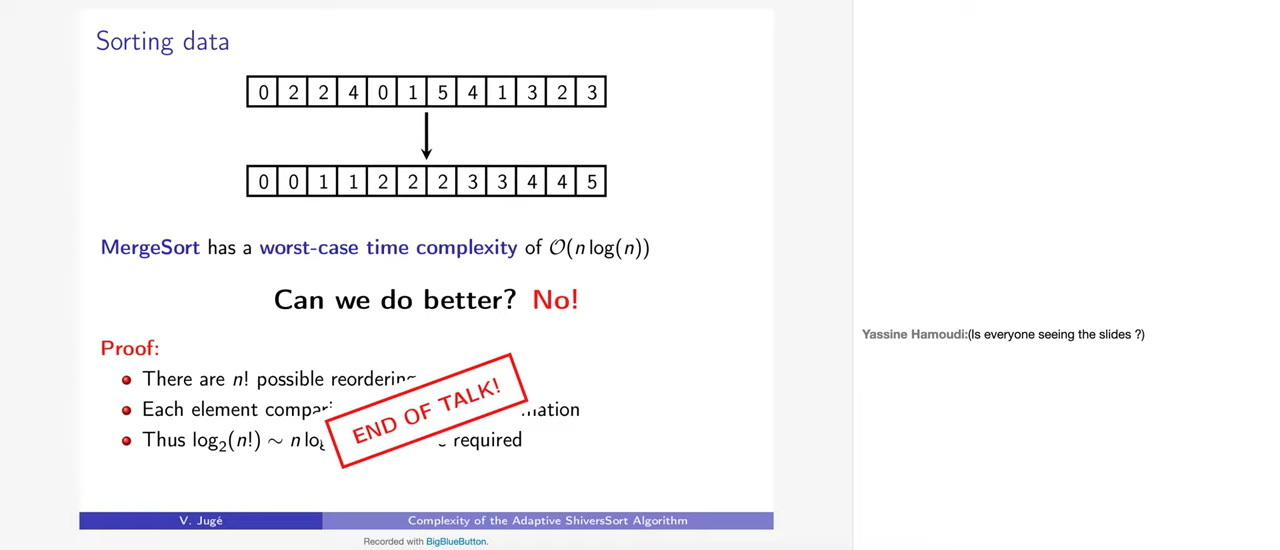 Sorting data
0 2 2 4 0 1 5 4 1 3 2 3
0 0 1 1 2 2 2 3 3 4 4 5
MergeSort has a worst-case time complexity of O(n log(n))
Can we do better? No!
Proof:
There are n! possible
Each element
Thus log₂(n!) ∼ n required
END OF TALK!
V. Jugé
Complexity of the Adaptive ShiversSort Algorithm
Recorded with BigBlueButton.
Yassine Hamoudi:(Is everyone seeing the slides ?)